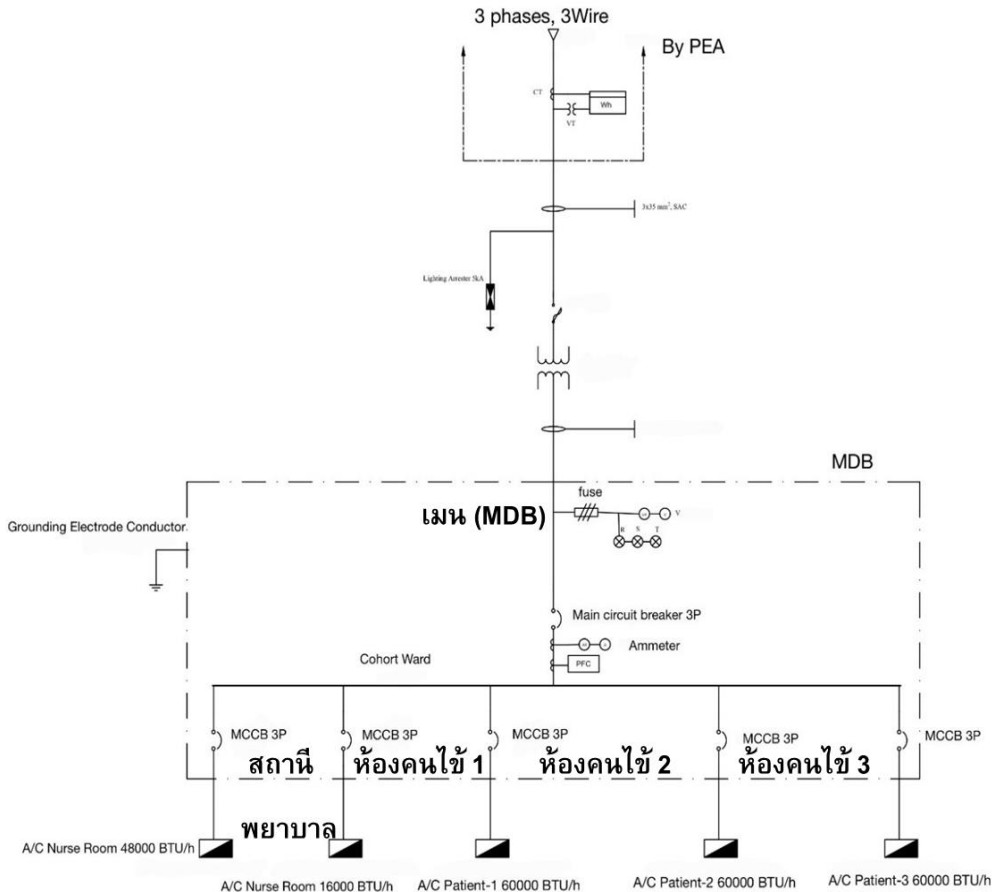 3 phases, 3Wire
By PEA
CT
Wh
VT
3x35 mm², SAC
Lighting Arrester 5kA
MDB
fuse
เมน (MDB)
V
R S T
Grounding Electrode Conductor
Main circuit breaker 3P
Ammeter
PFC
Cohort Ward
MCCB 3P
MCCB 3P
MCCB 3P
MCCB 3P
MCCB 3P
สถานี
ห้องคนไข้ 1
ห้องคนไข้ 2
ห้องคนไข้ 3
พยาบาล
A/C Nurse Room 48000 BTU/h
A/C Nurse Room 16000 BTU/h
A/C Patient-1 60000 BTU/h
A/C Patient-2 60000 BTU/h
A/C Patient-3 60000 BTU/h